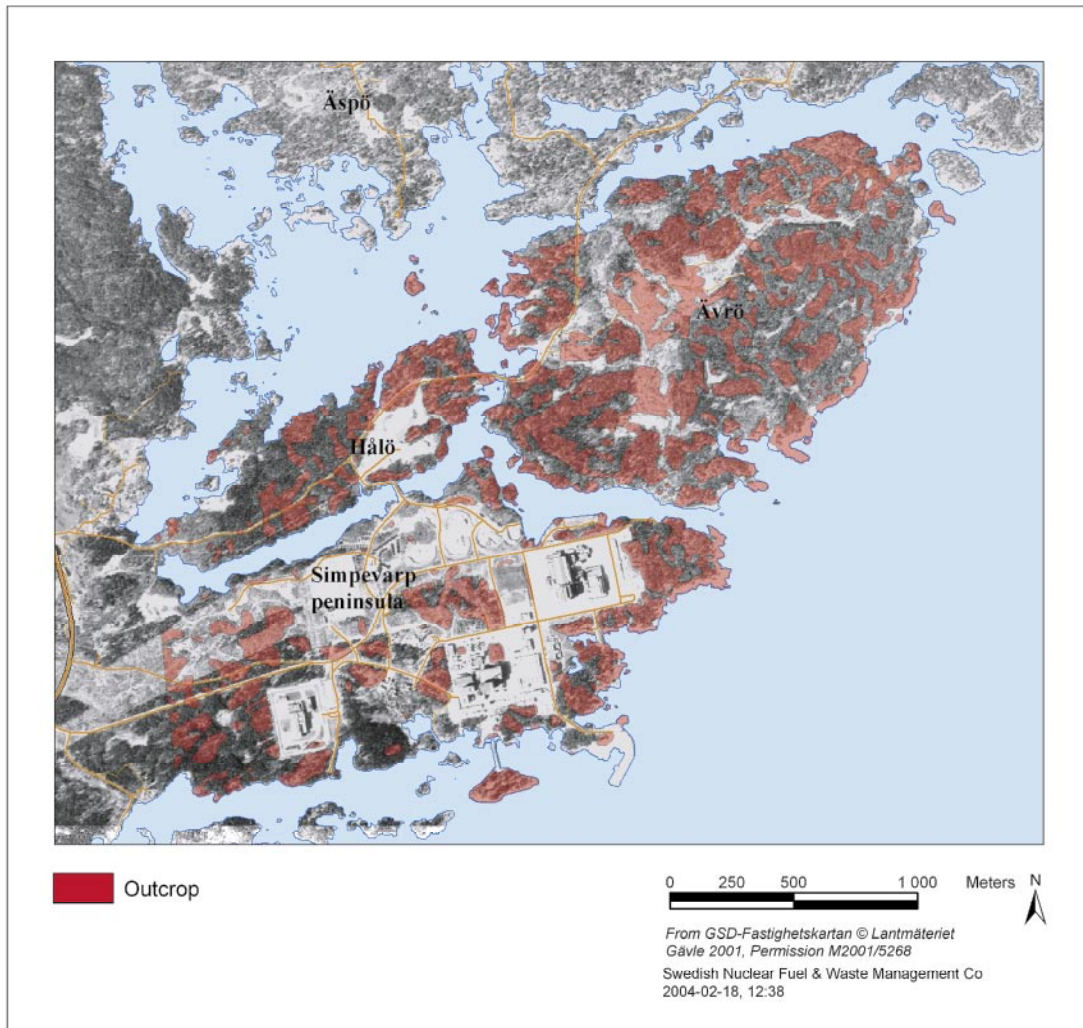 Äspö
Ävrö
Hålö
Simpevarp
peninsula
Outcrop
0 250 500 1 000 Meters N
From GSD-Fastighetskartan © Lantmäteriet
Gävle 2001, Permission M2001/5268
Swedish Nuclear Fuel & Waste Management Co
2004-02-18, 12:38